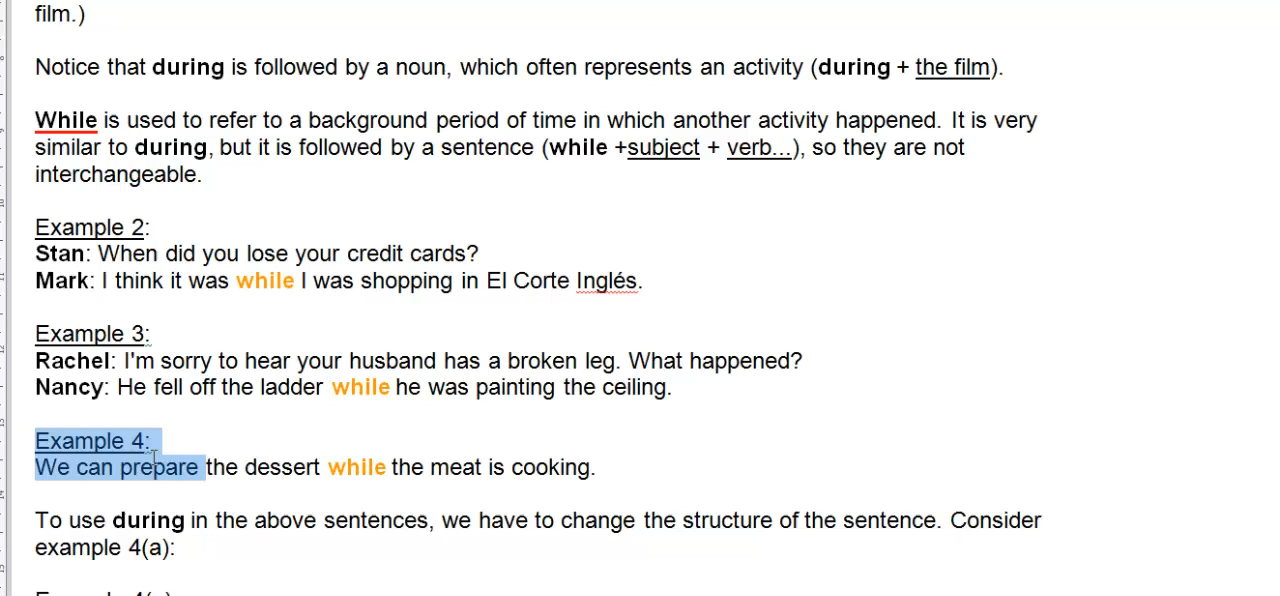 film.)
Notice that during is followed by a noun, which often represents an activity (during + the film).
While is used to refer to a background period of time in which another activity happened. It is very
similar to during, but it is followed by a sentence (while +subject + verb...), so they are not
interchangeable.
Example 2:
Stan: When did you lose your credit cards?
Mark: I think it was while I was shopping in El Corte Inglés.
Example 3:
Rachel: I'm sorry to hear your husband has a broken leg. What happened?
Nancy: He fell off the ladder while he was painting the ceiling.
Example 4:
We can prepare the dessert while the meat is cooking.
To use during in the above sentences, we have to change the structure of the sentence. Consider
example 4(a):